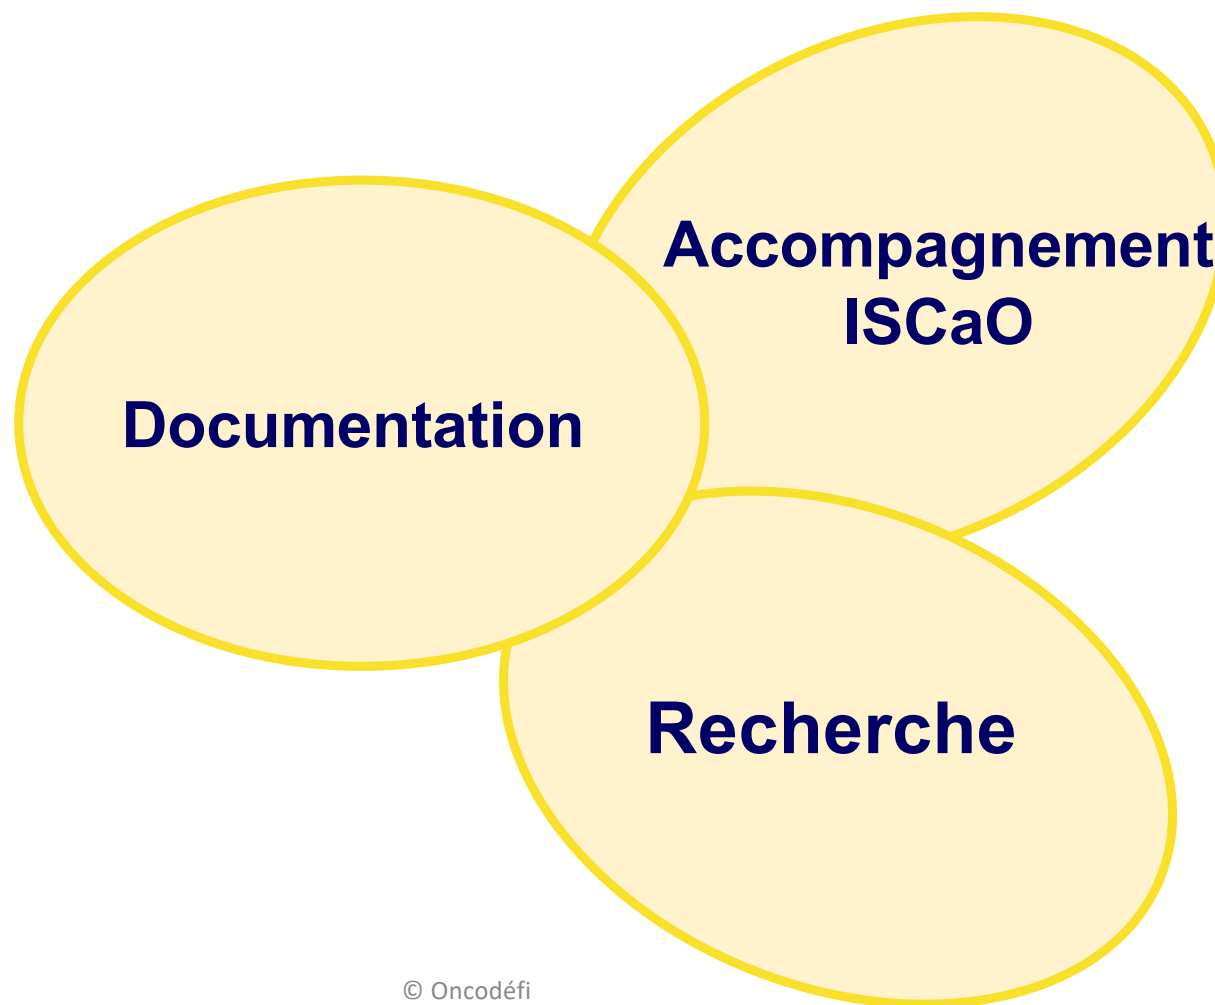 Accompagnement
ISCaO
Documentation
Recherche
© Oncodéfi